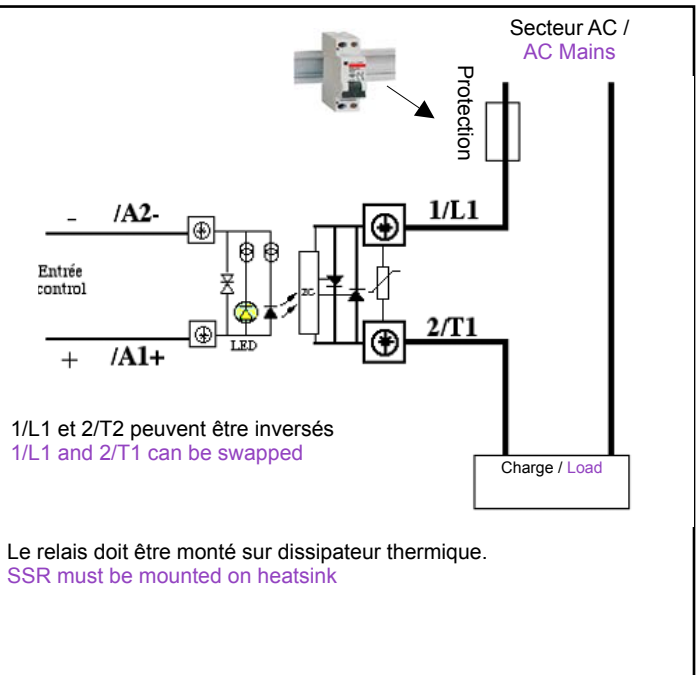 Secteur AC /
AC Mains
Protection
1/L1
- /A2-
Entrée
control
ZC
LED
+ /A1+
2/T1
1/L1 et 2/T2 peuvent être inversés
1/L1 and 2/T1 can be swapped
Charge / Load
Le relais doit être monté sur dissipateur thermique.
SSR must be mounted on heatsink